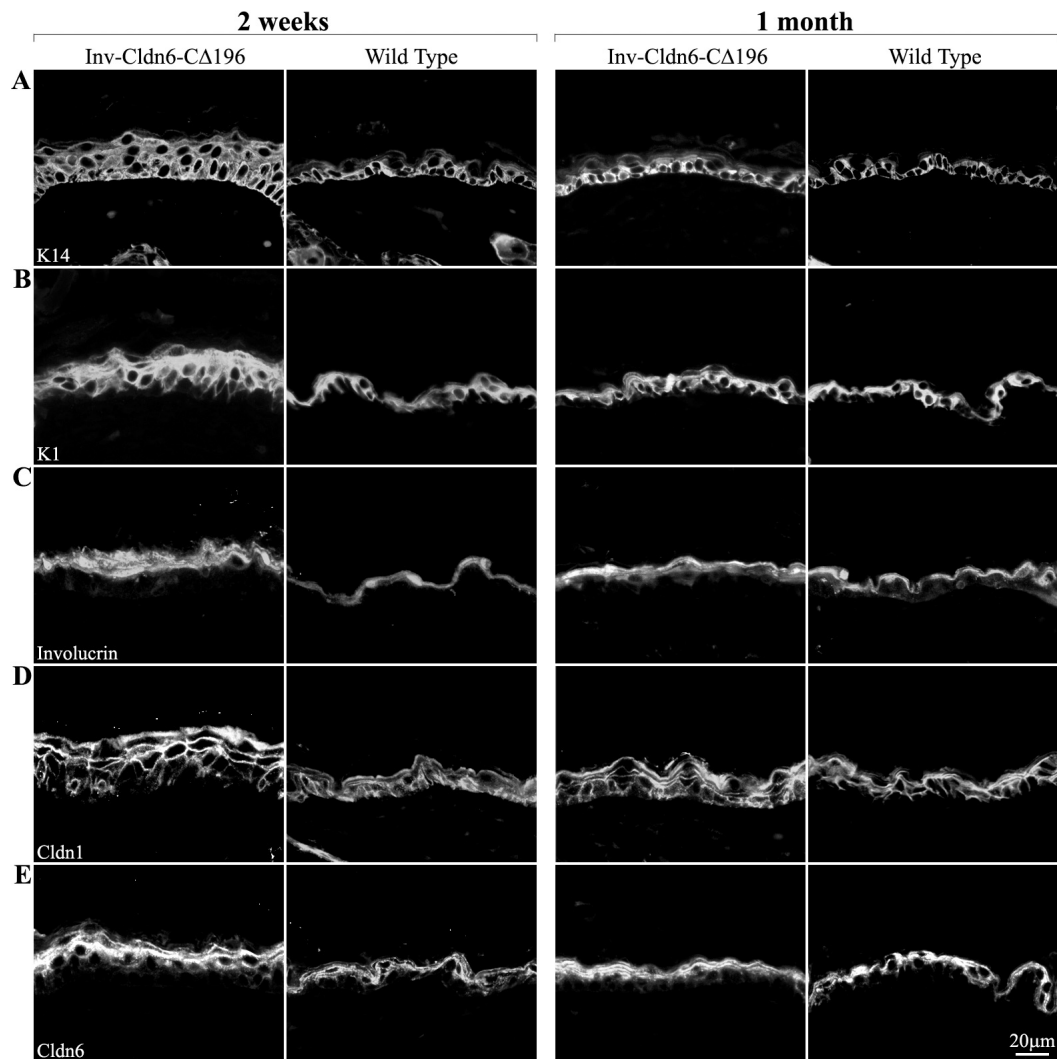 2 weeks
1 month
Inv-Cldn6-CΔ196
Wild Type
Inv-Cldn6-CΔ196
Wild Type
A
K14
B
K1
C
Involucrin
D
Cldn1
E
Cldn6
20μm